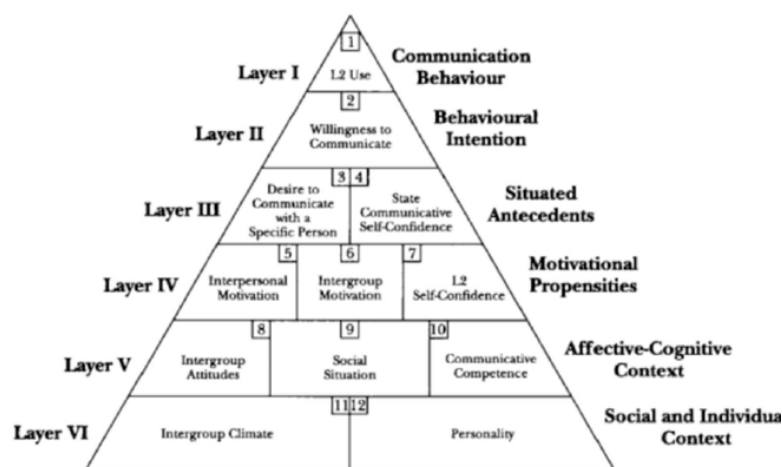 1
Communication
Layer I
L2 Use
Behaviour
2
Behavioural
Layer II
Willingness to
Communicate
Intention
3 4
Desire to
Communicate
with a
Specific Person
State
Communicative
Self-Confidence
Layer III
Situated
Antecedents
5 6 7
Interpersonal
Motivation
Intergroup
Motivation
L2
Self-Confidence
Layer IV
Motivational
Propensities
8 9 10
Intergroup
Attitudes
Social
Situation
Communicative
Competence
Layer V
Affective-Cognitive
Context
11 12
Layer VI
Intergroup Climate
Personality
Social and Individua
Context